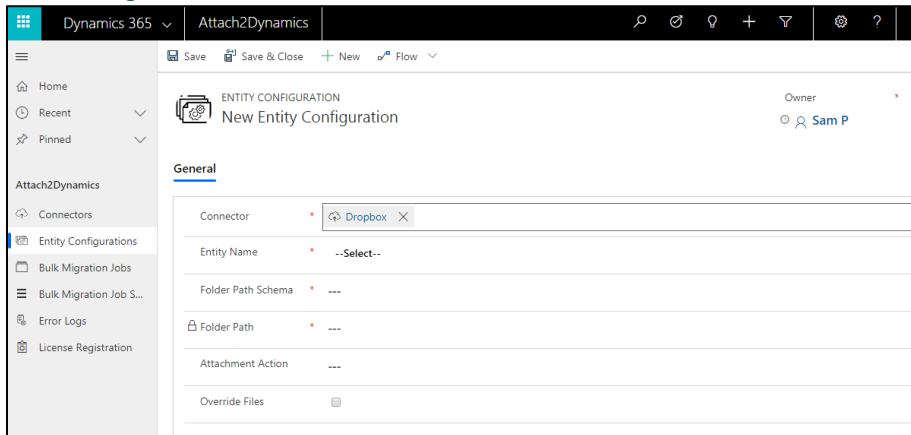 Dynamics 365 Attach2Dynamics ?
Save Save & Close New Flow
Home
Recent
Pinned
Attach2Dynamics
Connectors
Entity Configurations
Bulk Migration Jobs
Bulk Migration Job S...
Error Logs
License Registration
ENTITY CONFIGURATION
New Entity Configuration
Owner *
Sam P
General
Connector * Dropbox
Entity Name * --Select--
Folder Path Schema * ---
Folder Path * ---
Attachment Action ---
Override Files